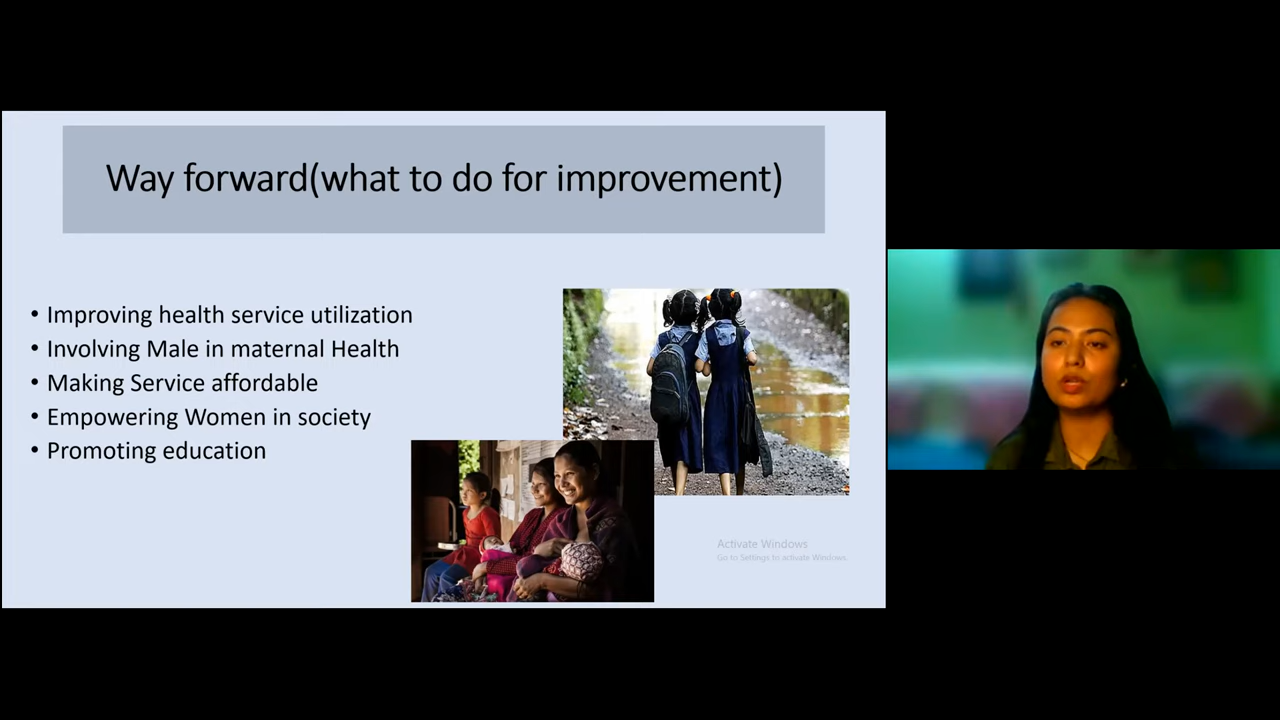 Way forward(what to do for improvement)
• Improving health service utilization
• Involving Male in maternal Health
• Making Service affordable
• Empowering Women in society
• Promoting education
Activate Windows
Go to Settings to activate Windows.